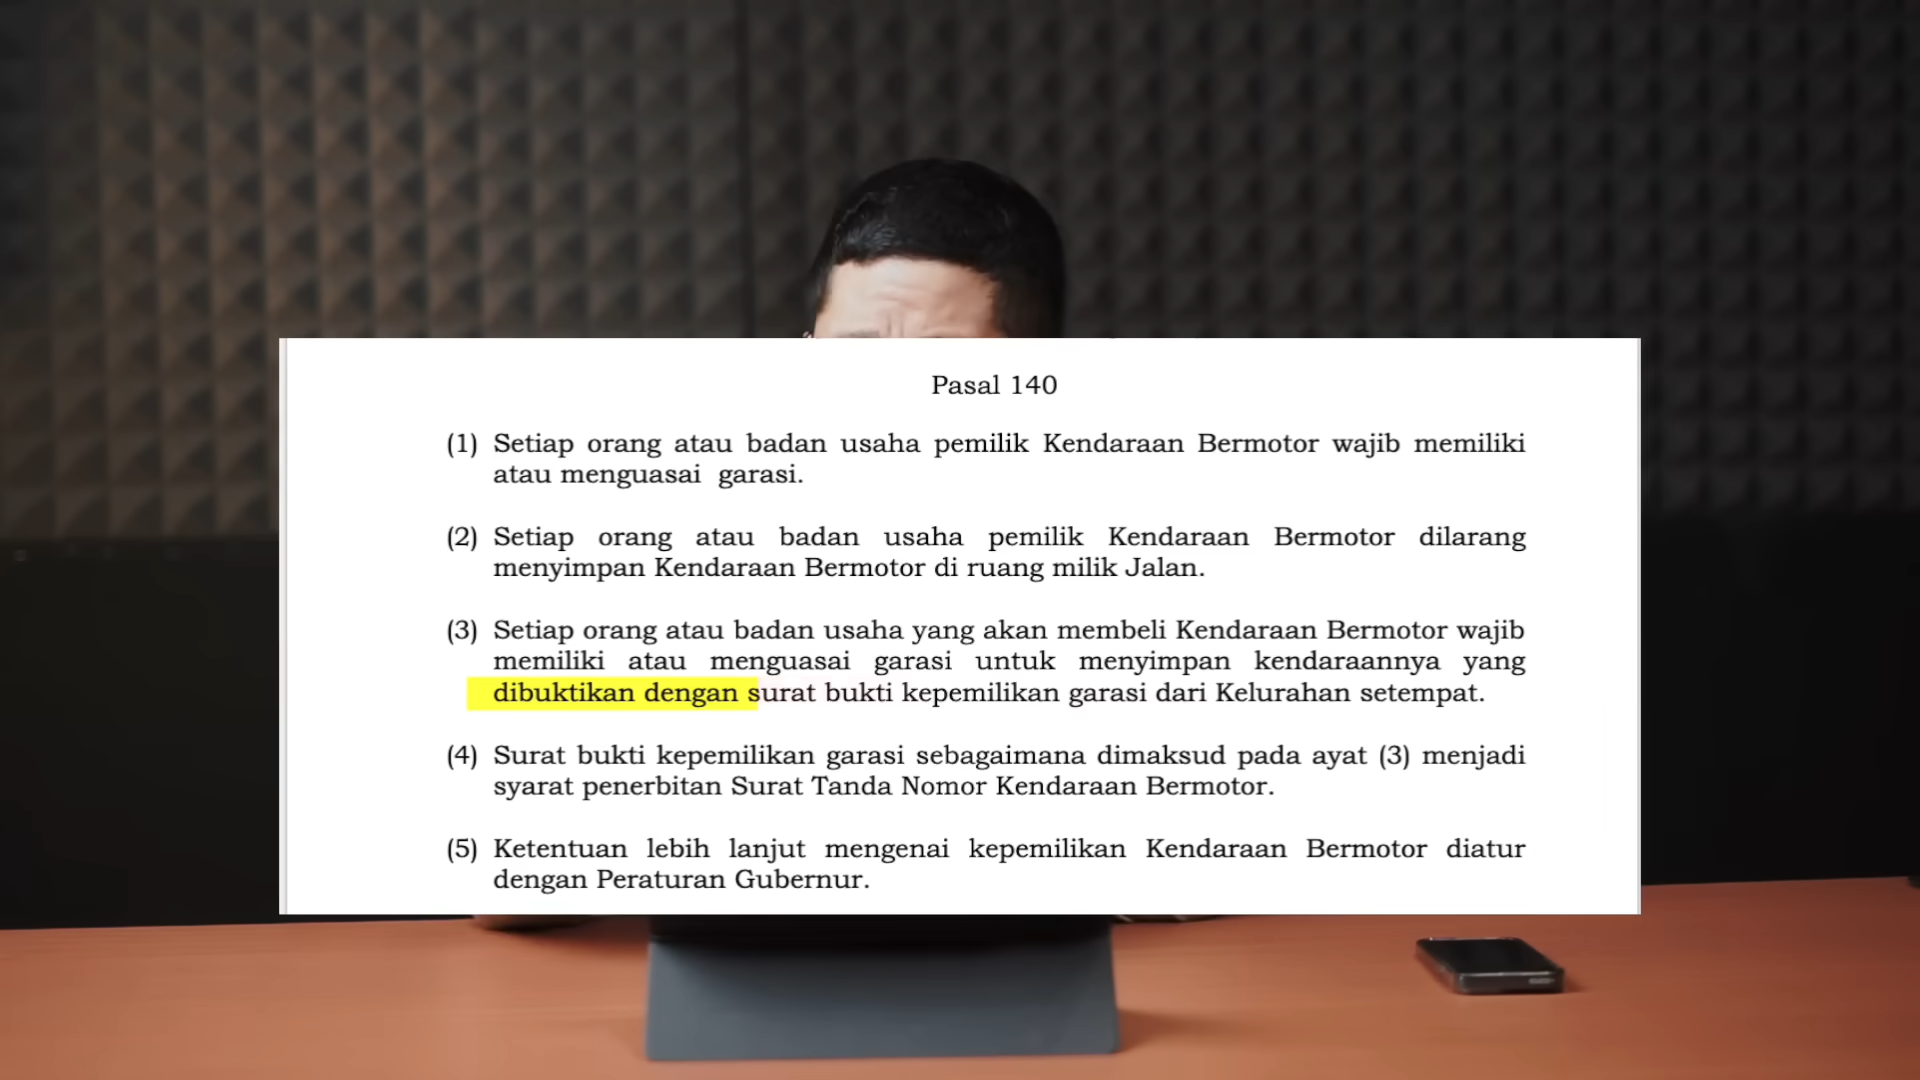 Pasal 140
(1) Setiap orang atau badan usaha pemilik Kendaraan Bermotor wajib memiliki
atau menguasai garasi.
(2) Setiap orang atau badan usaha pemilik Kendaraan Bermotor dilarang
menyimpan Kendaraan Bermotor di ruang milik Jalan.
(3) Setiap orang atau badan usaha yang akan membeli Kendaraan Bermotor wajib
memiliki atau menguasai garasi untuk menyimpan kendaraannya yang
dibuktikan dengan surat bukti kepemilikan garasi dari Kelurahan setempat.
(4) Surat bukti kepemilikan garasi sebagaimana dimaksud pada ayat (3) menjadi
syarat penerbitan Surat Tanda Nomor Kendaraan Bermotor.
(5) Ketentuan lebih lanjut mengenai kepemilikan Kendaraan Bermotor diatur
dengan Peraturan Gubernur.